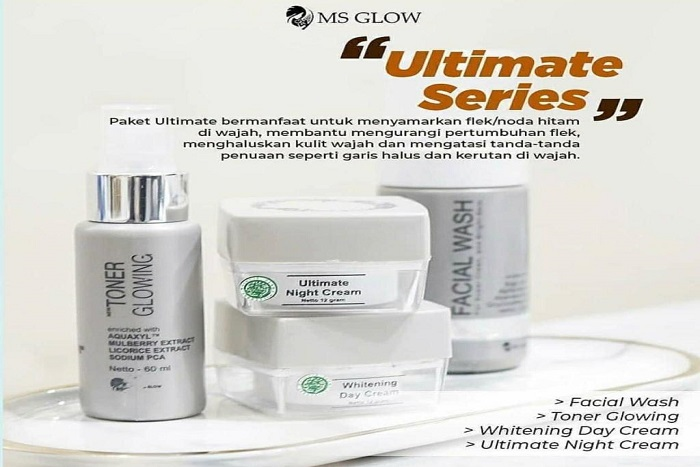 MS GLOW
“Ultimate
Series”
Paket Ultimate bermanfaat untuk menyamarkan flek/noda hitam
di wajah, membantu mengurangi pertumbuhan flek,
menghaluskan kulit wajah dan mengatasi tanda-tanda
penuaan seperti garis halus dan kerutan di wajah.
TONER
GLOWING
enriched with
AQUAXYL™
MULBERRY EXTRACT
LICORICE EXTRACT
SODIUM PCA
Netto - 60 ml
Ultimate
Night Cream
Netto 12 gram
Whitening
Day Cream
FACIAL WASH
> Facial Wash
> Toner Glowing
> Whitening Day Cream
> Ultimate Night Cream